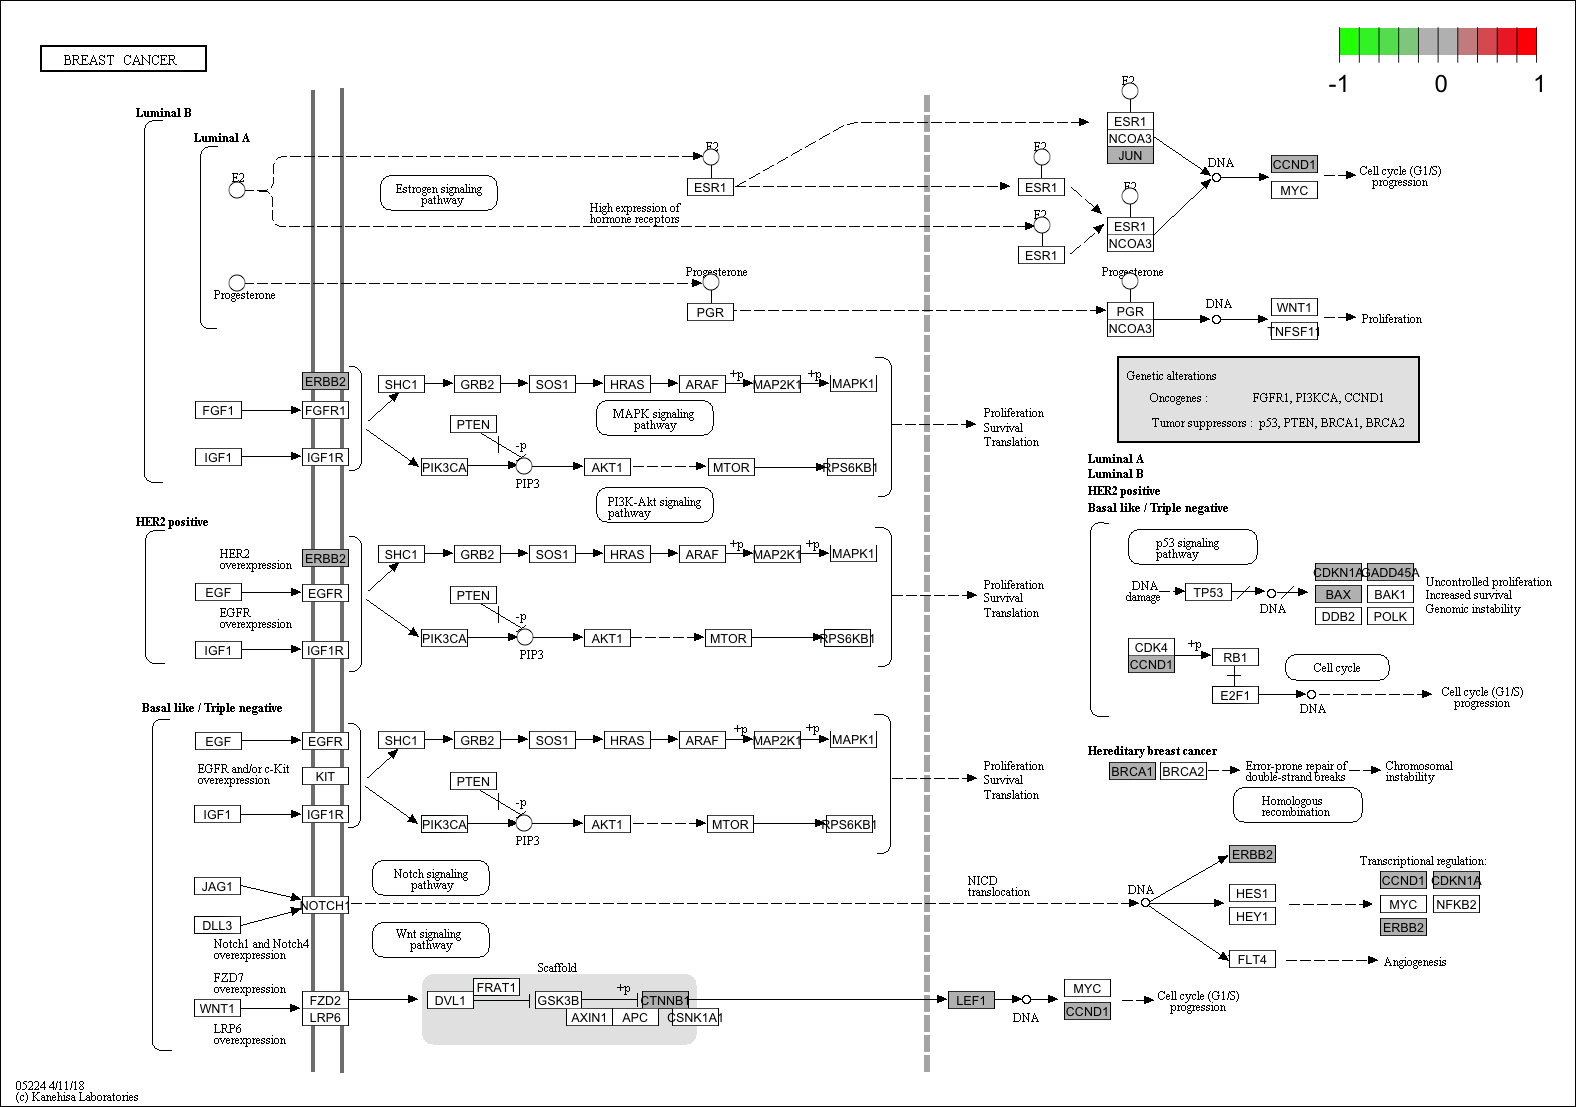 BREAST CANCER
-1 0 1
Luminal B
Luminal A
E2
E2
E2
E2
E2
E2
Estrogen signaling
pathway
High expression of
hormone receptors
ESR1
ESR1
ESR1
ESR1
NCOA3
JUN
ESR1
NCOA3
DNA
CCND1
MYC
Cell cycle (G1/S)
progression
Progesterone
Progesterone
PGR
Progesterone
PGR
NCOA3
DNA
WNT1
TNFSF11
Proliferation
ERBB2
FGF1
FGFR1
IGF1
IGF1R
SHC1
GRB2
SOS1
HRAS
ARAF
+p
MAP2K1
+p
MAPK1
MAPK signaling
pathway
PTEN
-p
PIK3CA
PIP3
AKT1
MTOR
RPS6KB1
PI3K-Akt signaling
pathway
Proliferation
Survival
Translation
Genetic alterations
Oncogenes : FGFR1, PI3KCA, CCND1
Tumor suppressors : p53, PTEN, BRCA1, BRCA2
HER2 positive
HER2
overexpression
ERBB2
EGF
EGFR
EGFR
overexpression
IGF1
IGF1R
SHC1
GRB2
SOS1
HRAS
ARAF
+p
MAP2K1
+p
MAPK1
PTEN
-p
PIK3CA
PIP3
AKT1
MTOR
RPS6KB1
Proliferation
Survival
Translation
Luminal A
Luminal B
HER2 positive
Basal like / Triple negative
p53 signaling
pathway
DNA
damage
TP53
DNA
CDKN1A
GADD45A
BAX
BAK1
DDB2
POLK
Uncontrolled proliferation
Increased survival
Genomic instability
CDK4
CCND1
+p
RB1
E2F1
Cell cycle
DNA
Cell cycle (G1/S)
progression
Basal like / Triple negative
EGF
EGFR
EGFR and/or c-Kit
overexpression
KIT
IGF1
IGF1R
SHC1
GRB2
SOS1
HRAS
ARAF
+p
MAP2K1
+p
MAPK1
PTEN
-p
PIK3CA
PIP3
AKT1
MTOR
RPS6KB1
Proliferation
Survival
Translation
Hereditary breast cancer
BRCA1
BRCA2
Error-prone repair of
double-strand breaks
Chromosomal
instability
Homologous
recombination
JAG1
DLL3
NOTCH1
Notch signaling
pathway
Notch1 and Notch4
overexpression
NICD
translocation
DNA
ERBB2
HES1
HEY1
FLT4
Transcriptional regulation:
CCND1
CDKN1A
MYC
NFKB2
ERBB2
Angiogenesis
Wnt signaling
pathway
FZD7
overexpression
WNT1
FZD2
LRP6
LRP6
overexpression
Scaffold
DVL1
FRAT1
GSK3B
+p
CTNNB1
AXIN1
APC
CSNK1A1
LEF1
DNA
MYC
CCND1
Cell cycle (G1/S)
progression
05224 4/11/18
(c) Kanehisa Laboratories